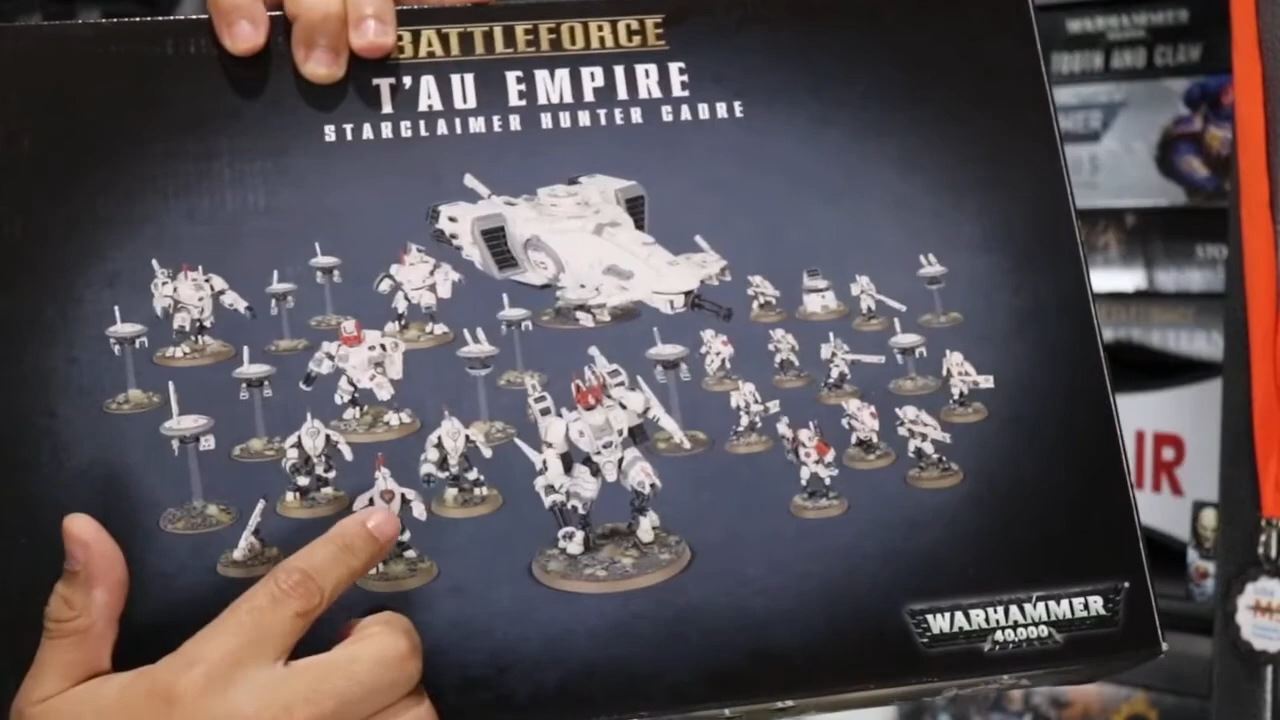 BATTLEFORCE
T'AU EMPIRE
STARCLAIMER HUNTER CADRE
WARHAMMER
40,000
WARHAMMER
TOOTH AND CLAW
IR